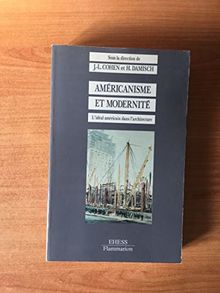 Sous la direction de
J.-L. COHEN et H. DAMISCH
AMÉRICANISME
ET MODERNITÉ
L'idéal américain dans l'architecture
EHESS
Flammarion